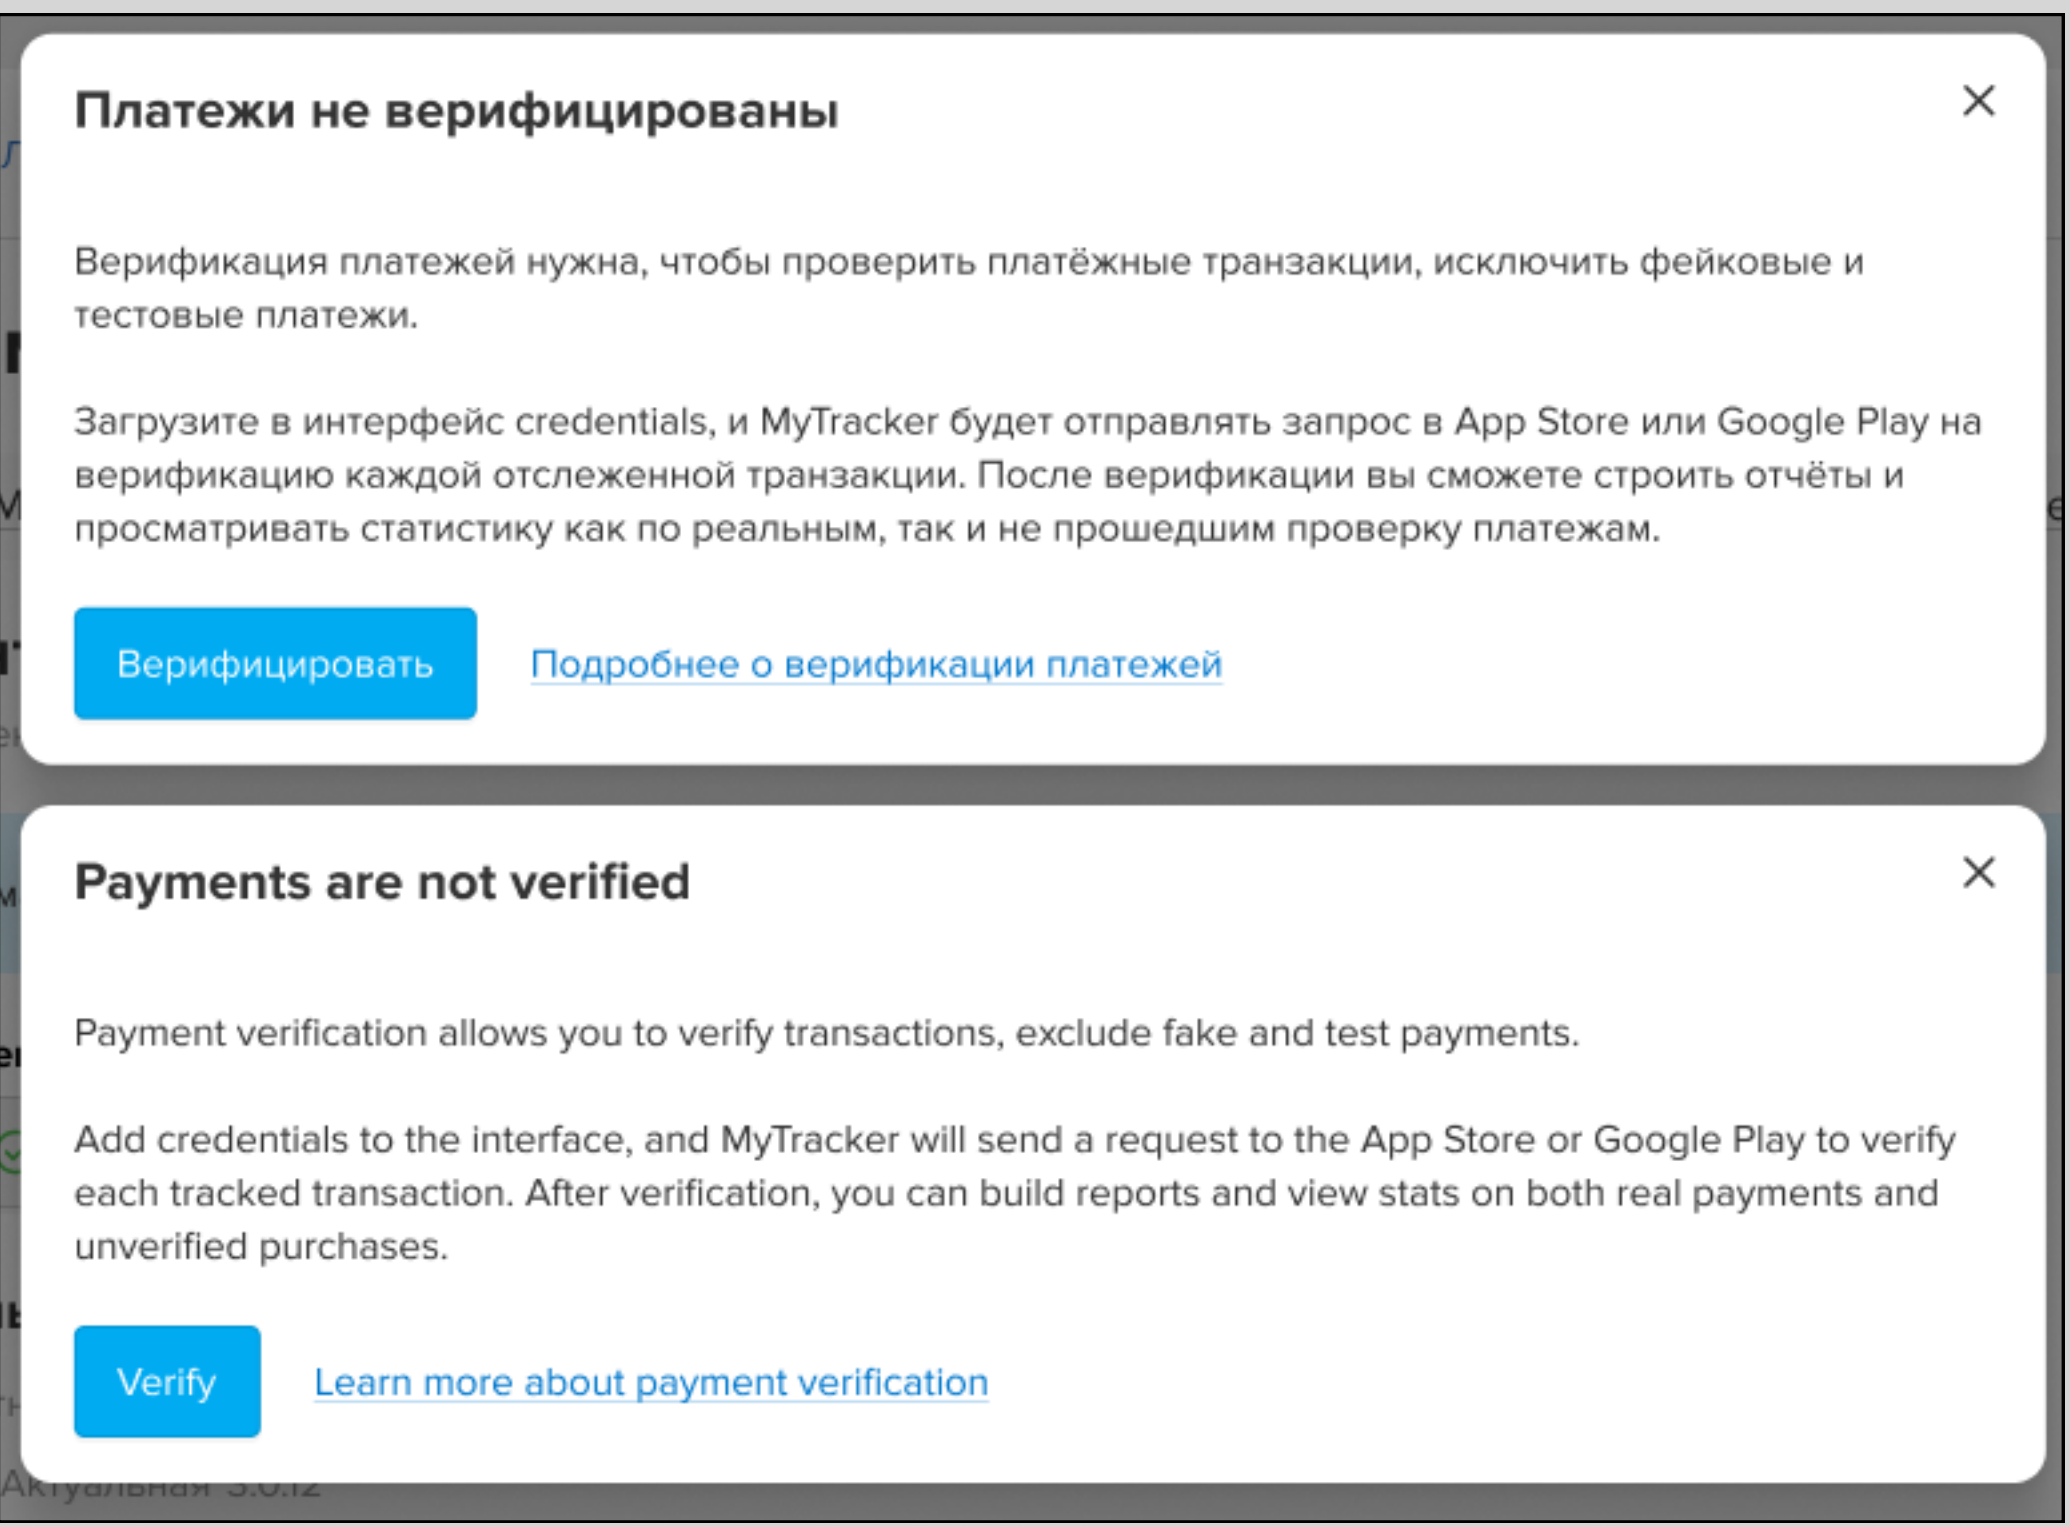 Платежи не верифицированы
Верификация платежей нужна, чтобы проверить платёжные транзакции, исключить фейковые и
тестовые платежи.
Загрузите в интерфейс credentials, и MyTracker будет отправлять запрос в App Store или Google Play на
верификацию каждой отслеженной транзакции. После верификации вы сможете строить отчёты и
просматривать статистику как по реальным, так и не прошедшим проверку платежам.
Верифицировать
Подробнее о верификации платежей
Payments are not verified
Payment verification allows you to verify transactions, exclude fake and test payments.
Add credentials to the interface, and MyTracker will send a request to the App Store or Google Play to verify
each tracked transaction. After verification, you can build reports and view stats on both real payments and
unverified purchases.
Verify
Learn more about payment verification
Актуальная 3.0.12